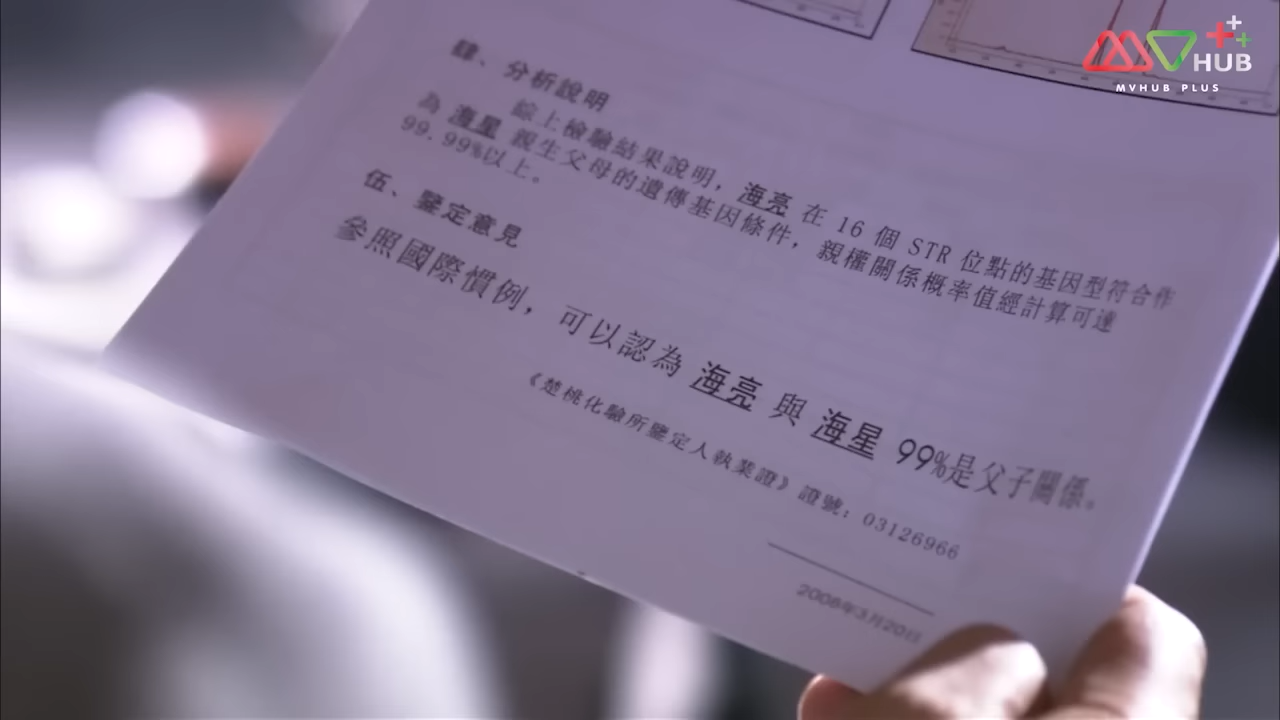 MV HUB
MVHUB PLUS
肆、分析說明
綜上檢驗結果說明，海亮 在 16 個 STR 位點的基因型符合作
為 海星 親生父母的遺傳基因條件，親權關係概率值經計算可達
99.99%以上。
伍、鑒定意見
參照國際慣例，可以認為 海亮 與 海星 99%是父子關係。
《楚桃化驗所鑒定人執業證》證號：03126966
2008年3月20日